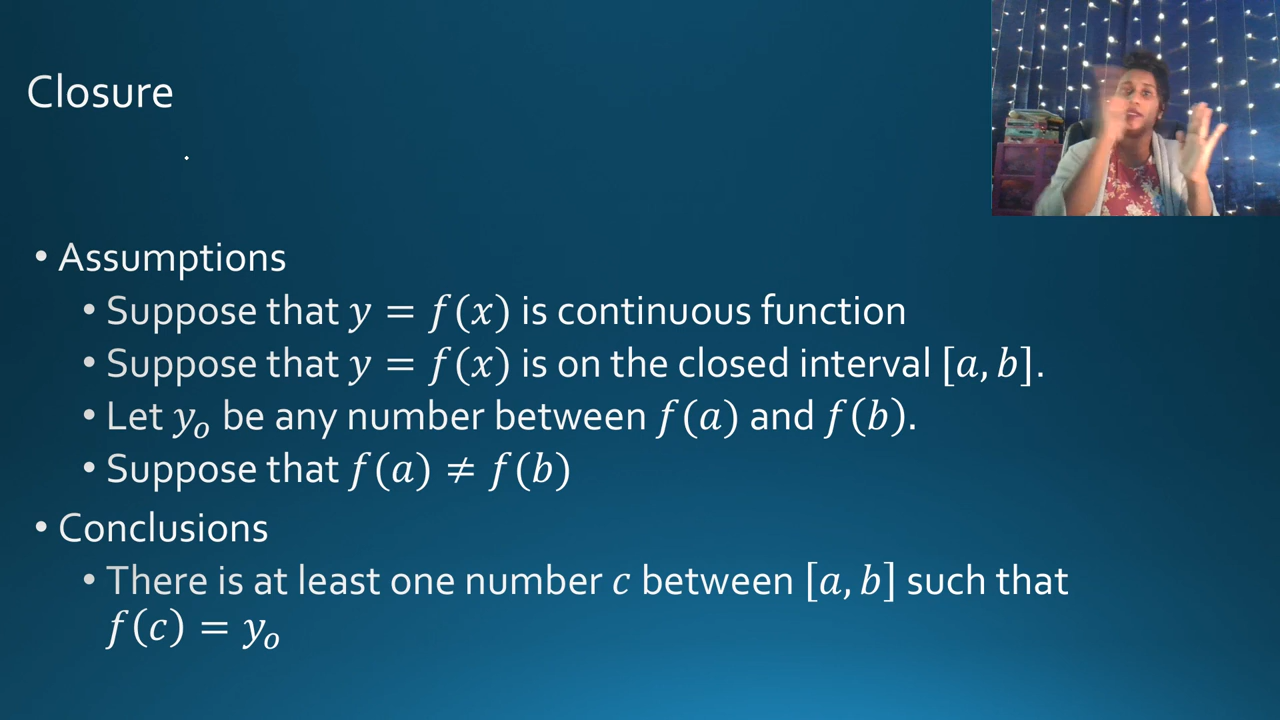 Closure
• Assumptions
• Suppose that y = f(x) is continuous function
• Suppose that y = f(x) is on the closed interval [a, b].
• Let yₒ be any number between f(a) and f(b).
• Suppose that f(a) ≠ f(b)
• Conclusions
• There is at least one number c between [a, b] such that
f(c) = yₒ